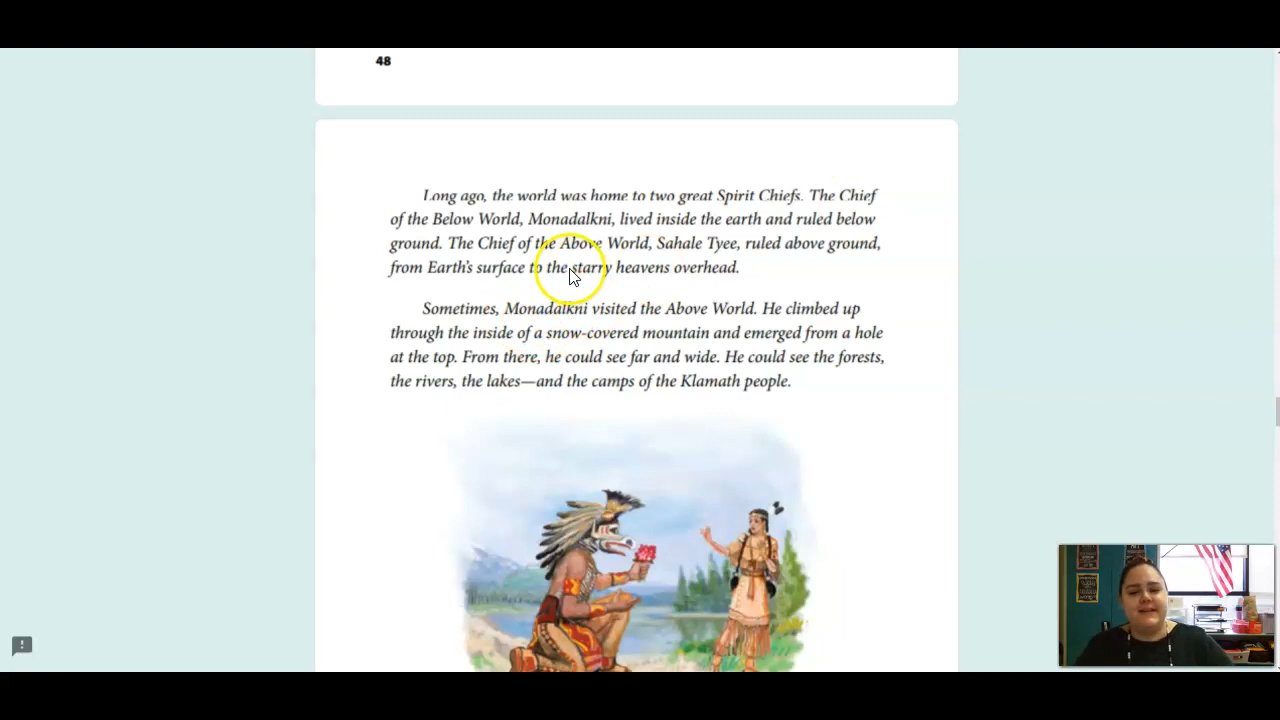 48
Long ago, the world was home to two great Spirit Chiefs. The Chief
of the Below World, Monadalkni, lived inside the earth and ruled below
ground. The Chief of the Above World, Sahale Tyee, ruled above ground,
from Earth's surface to the starry heavens overhead.
Sometimes, Monadalkni visited the Above World. He climbed up
through the inside of a snow-covered mountain and emerged from a hole
at the top. From there, he could see far and wide. He could see the forests,
the rivers, the lakes—and the camps of the Klamath people.